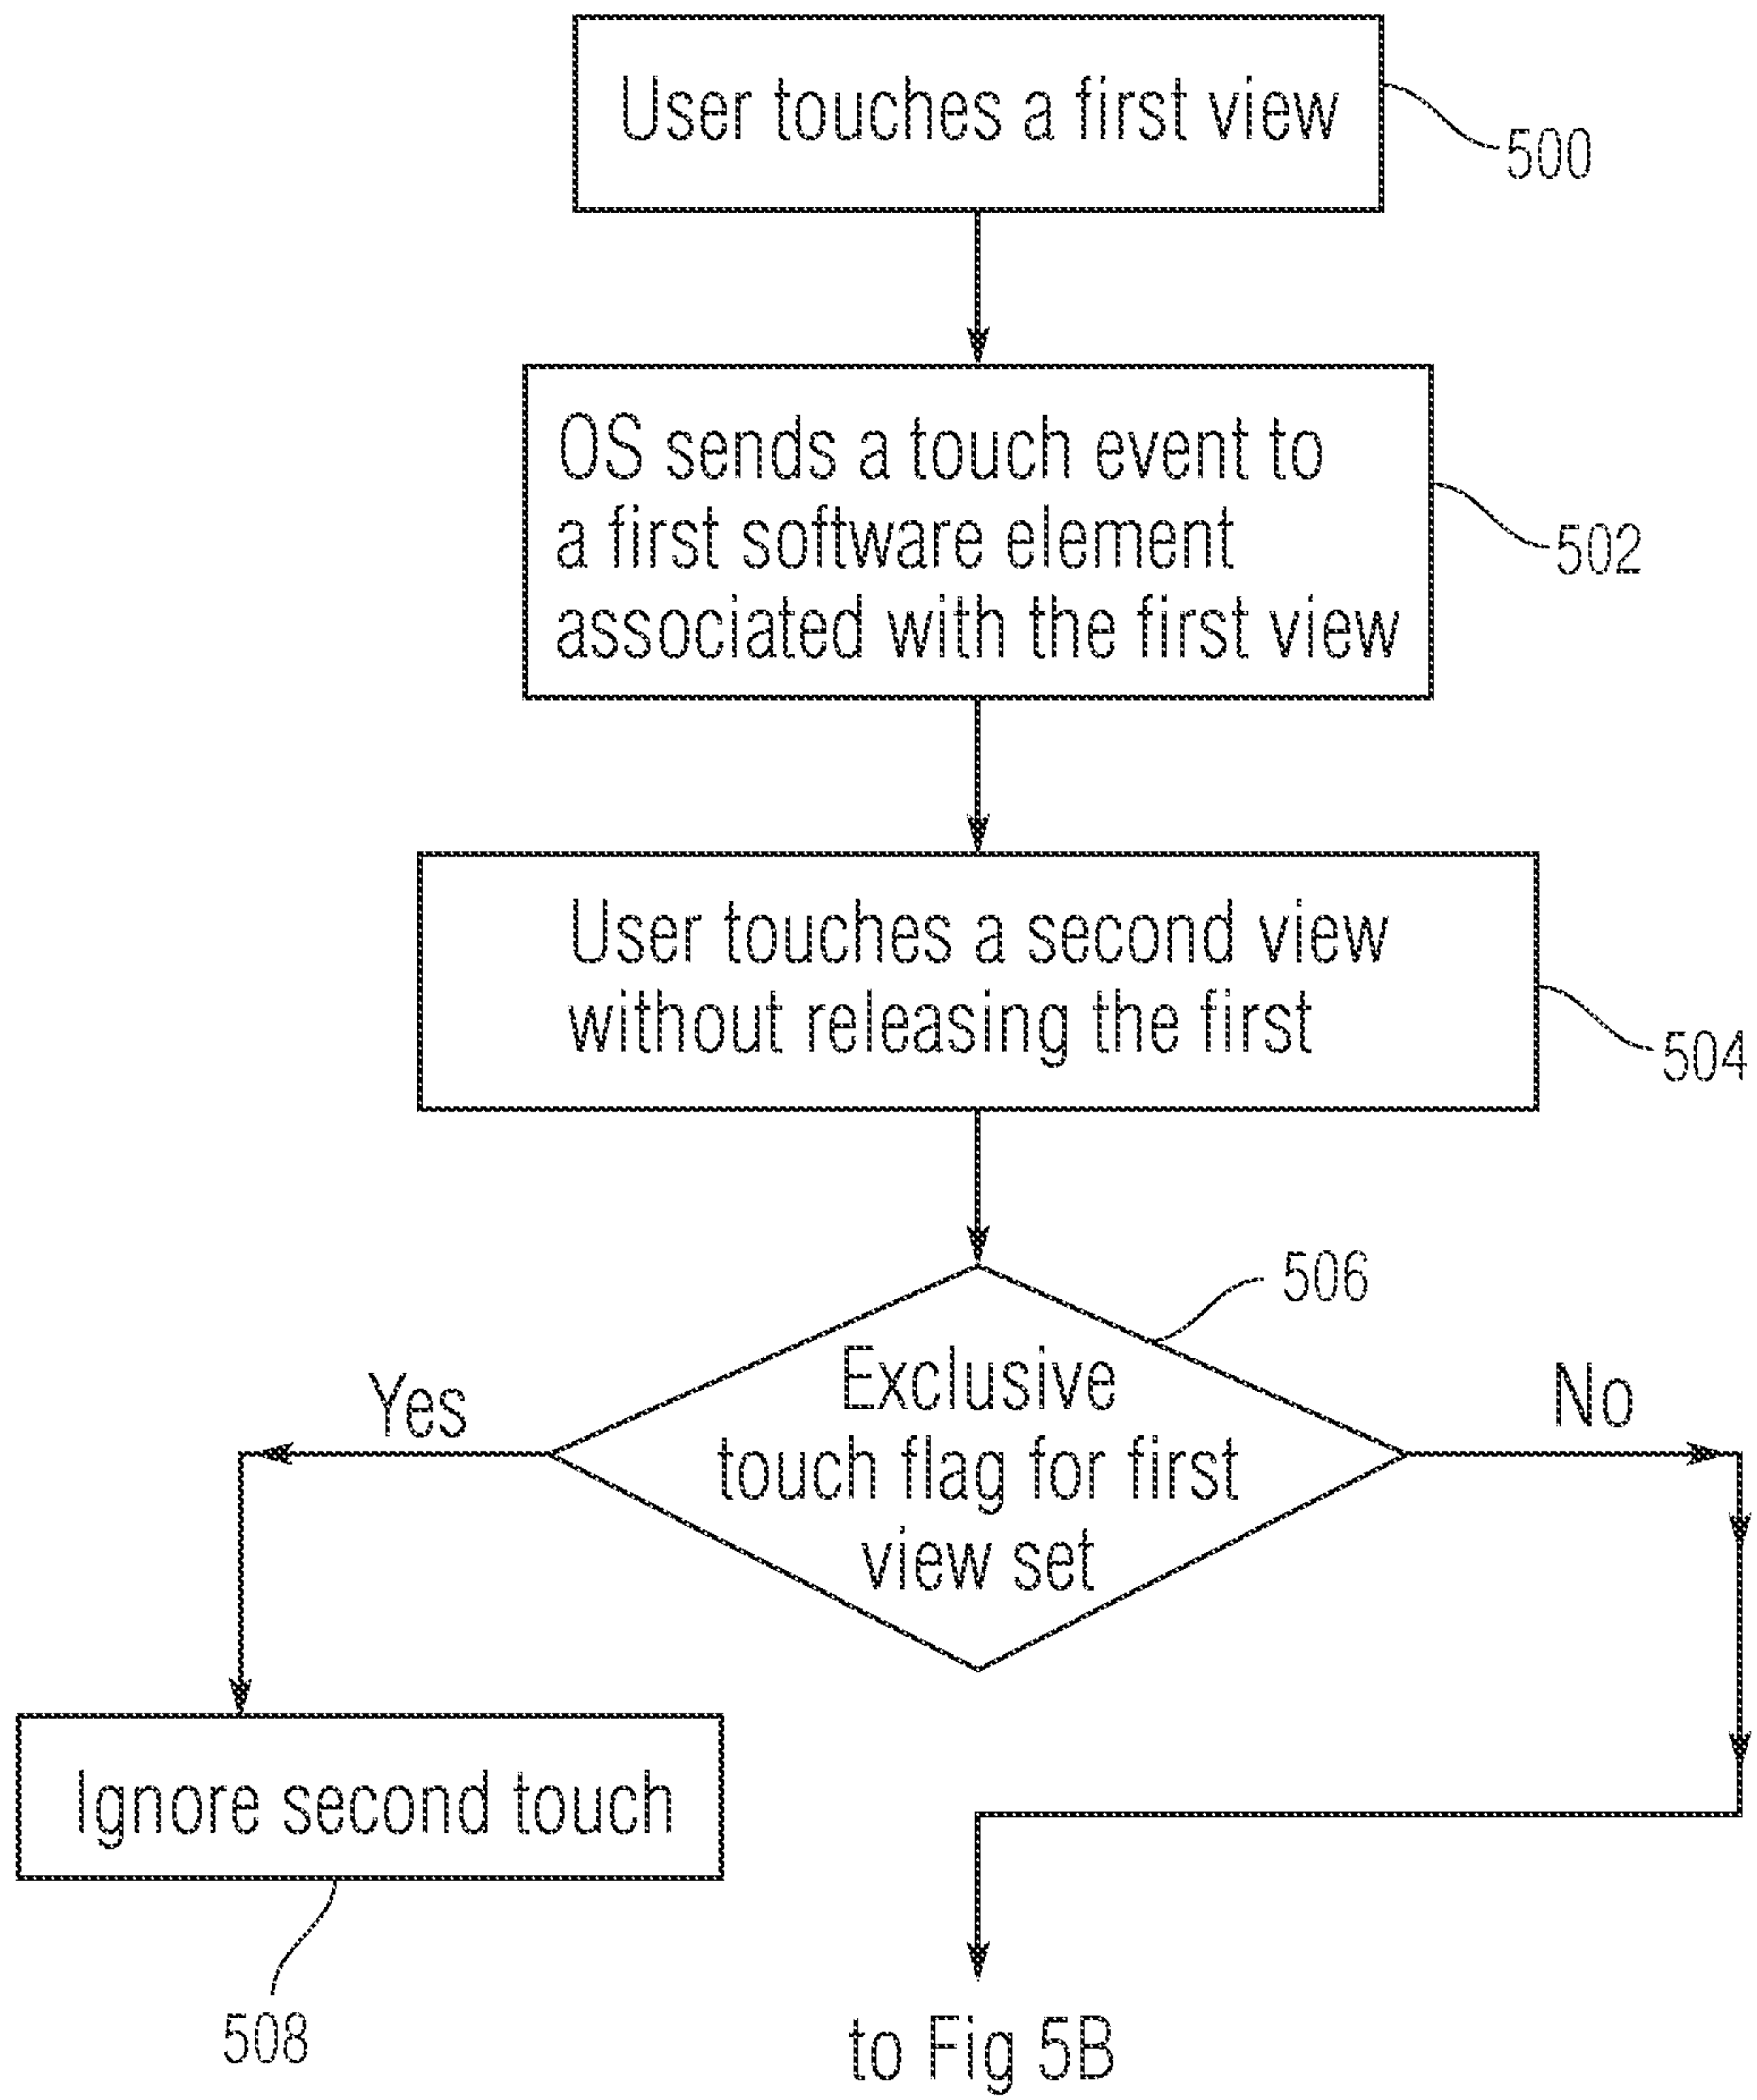 User touches a first view
500
OS sends a touch event to
a first software element
associated with the first view
502
User touches a second view
without releasing the first
504
506
Exclusive
touch flag for first
view set
Yes
No
Ignore second touch
508
to Fig 5B